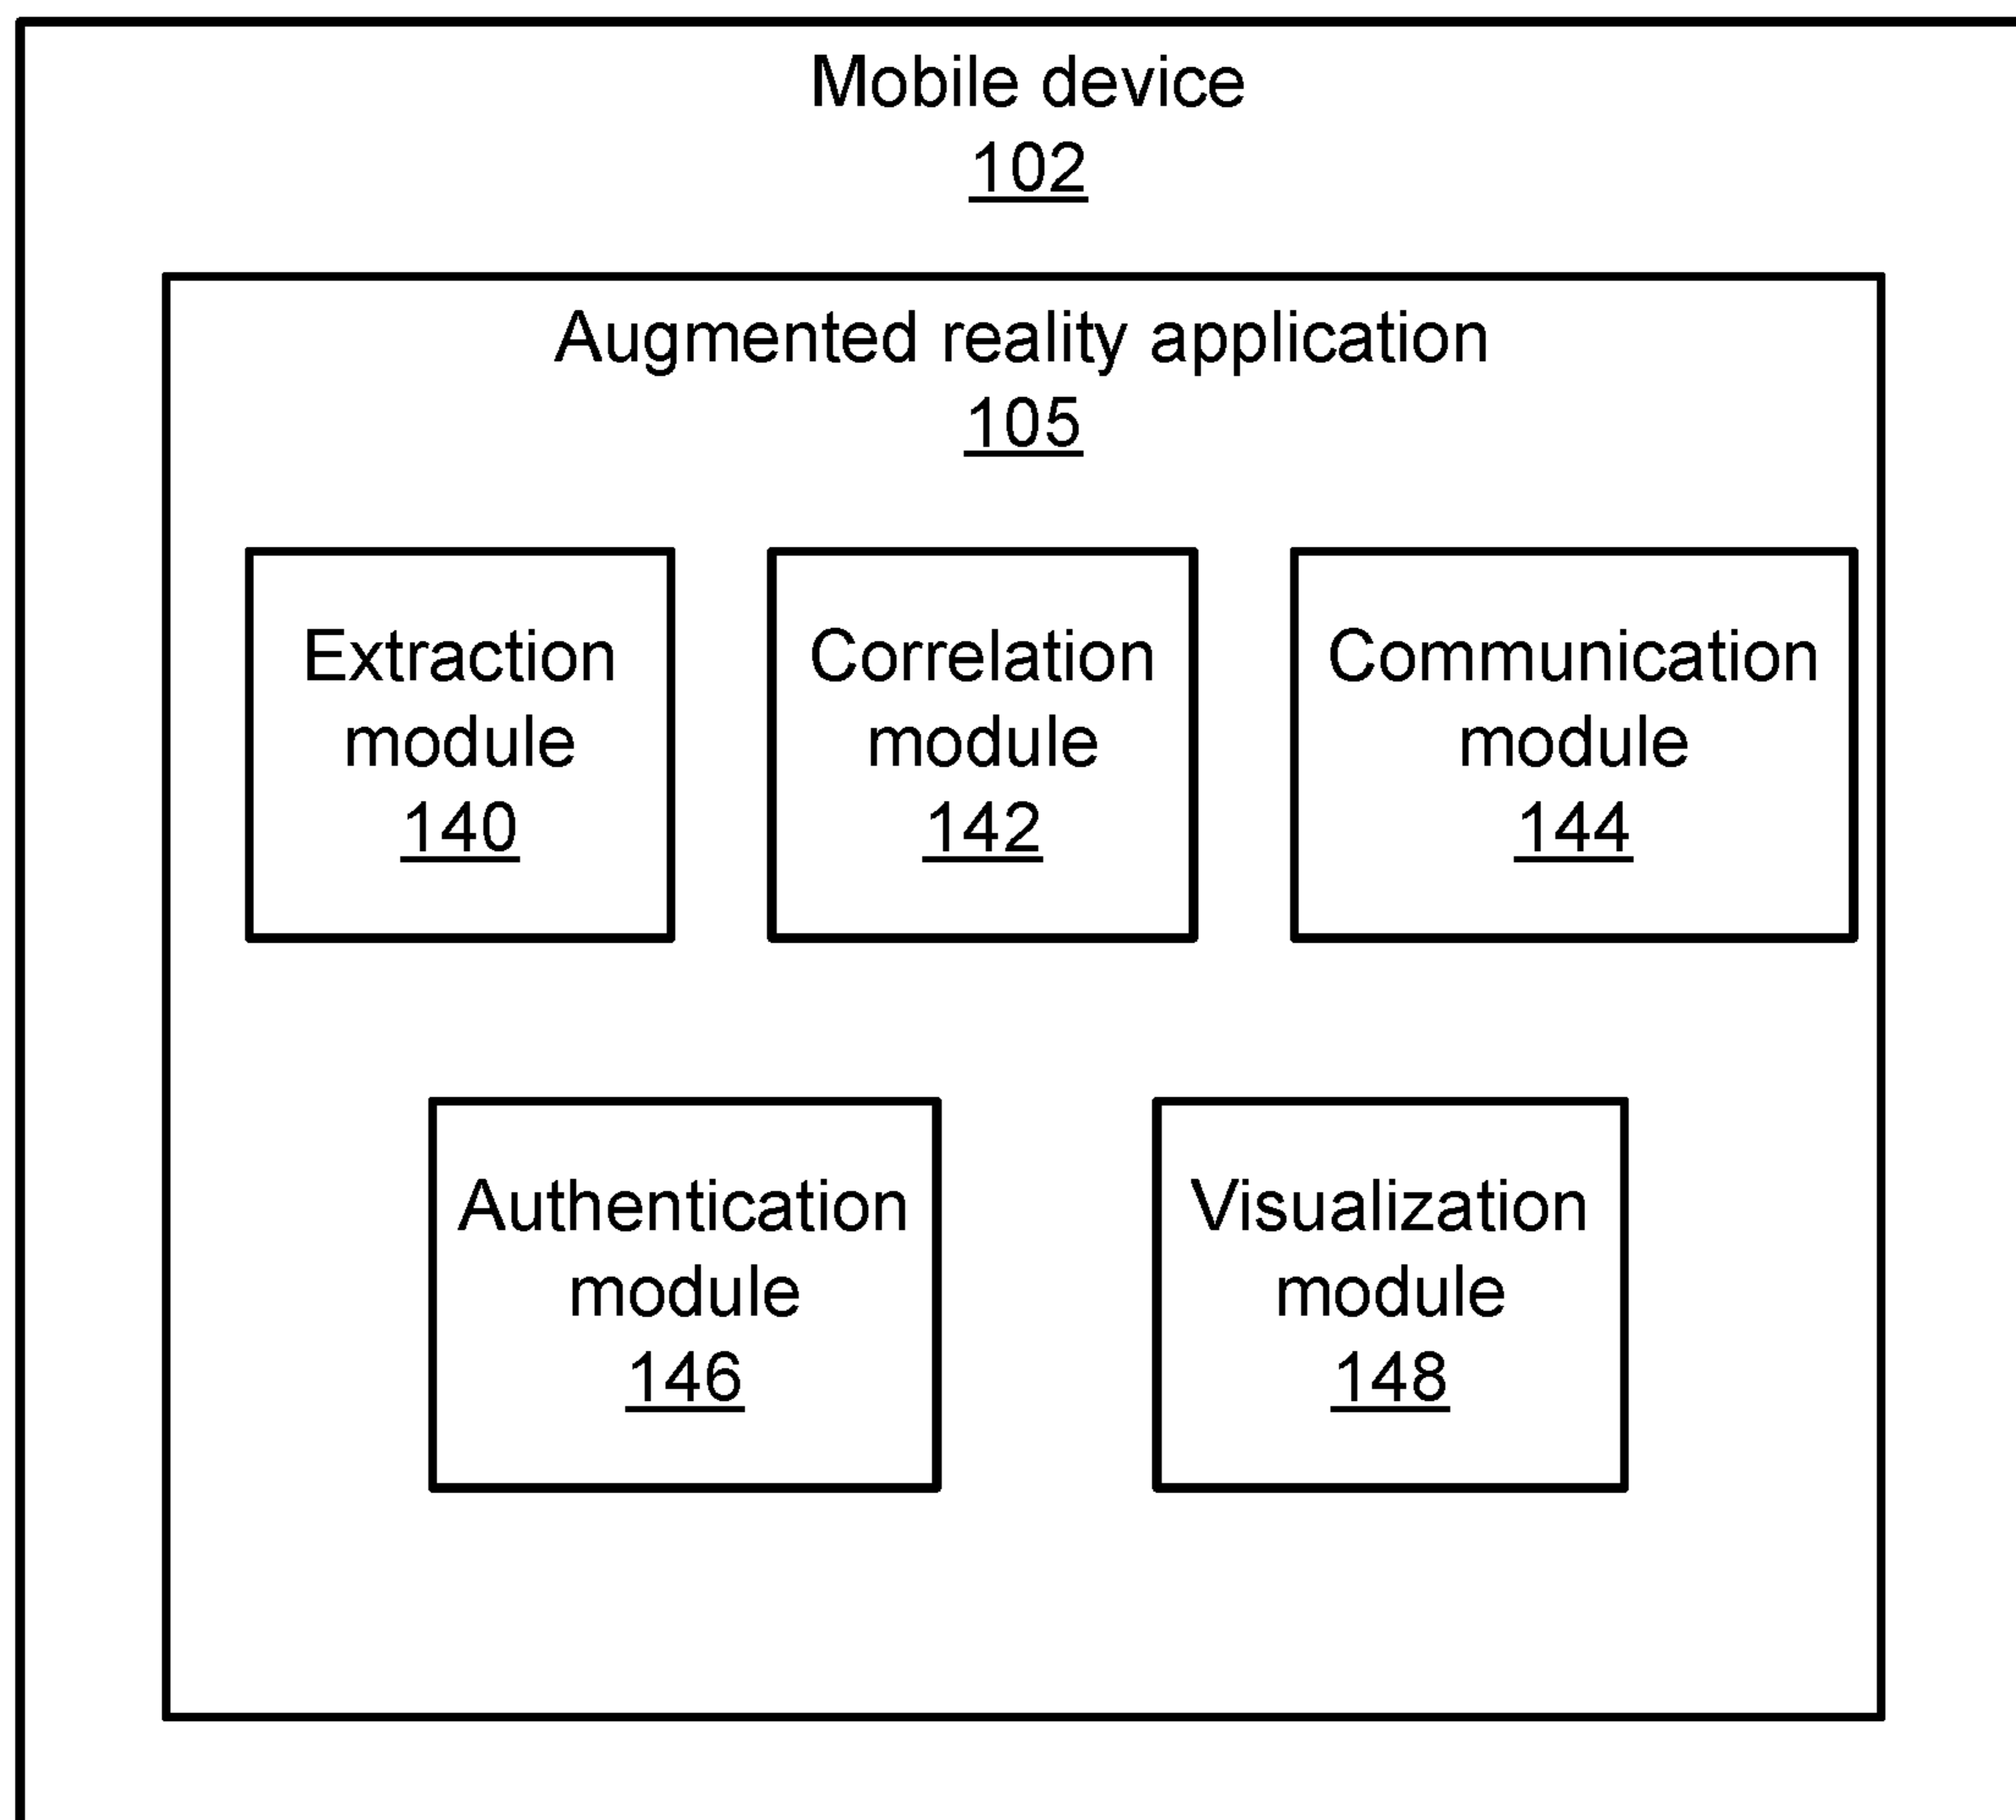 Mobile device
102
Augmented reality application
105
Extraction
module
140
Correlation
module
142
Communication
module
144
Authentication
module
146
Visualization
module
148